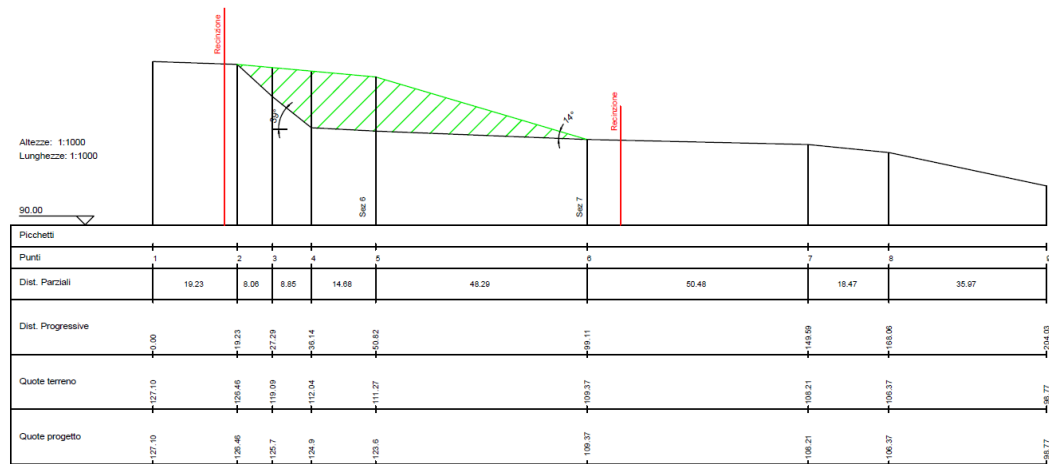 Recinzione
39°
14°
Recinzione
Altezze: 1:1000
Lunghezze: 1:1000
Sez.6
Sez.7
90.00
Picchetti
Punti 1 2 3 4 5 6 7 8 9
Dist. Parziali 19.23 8.06 8.85 14.68 48.29 50.48 18.47 35.97
Dist. Progressive 0.00 19.23 27.29 36.14 50.82 99.11 149.59 168.06 204.03
Quote terreno 127.10 126.46 119.09 112.04 111.27 109.37 108.21 106.37 98.77
Quote progetto 127.10 126.46 125.7 124.9 123.6 109.37 108.21 106.37 98.77